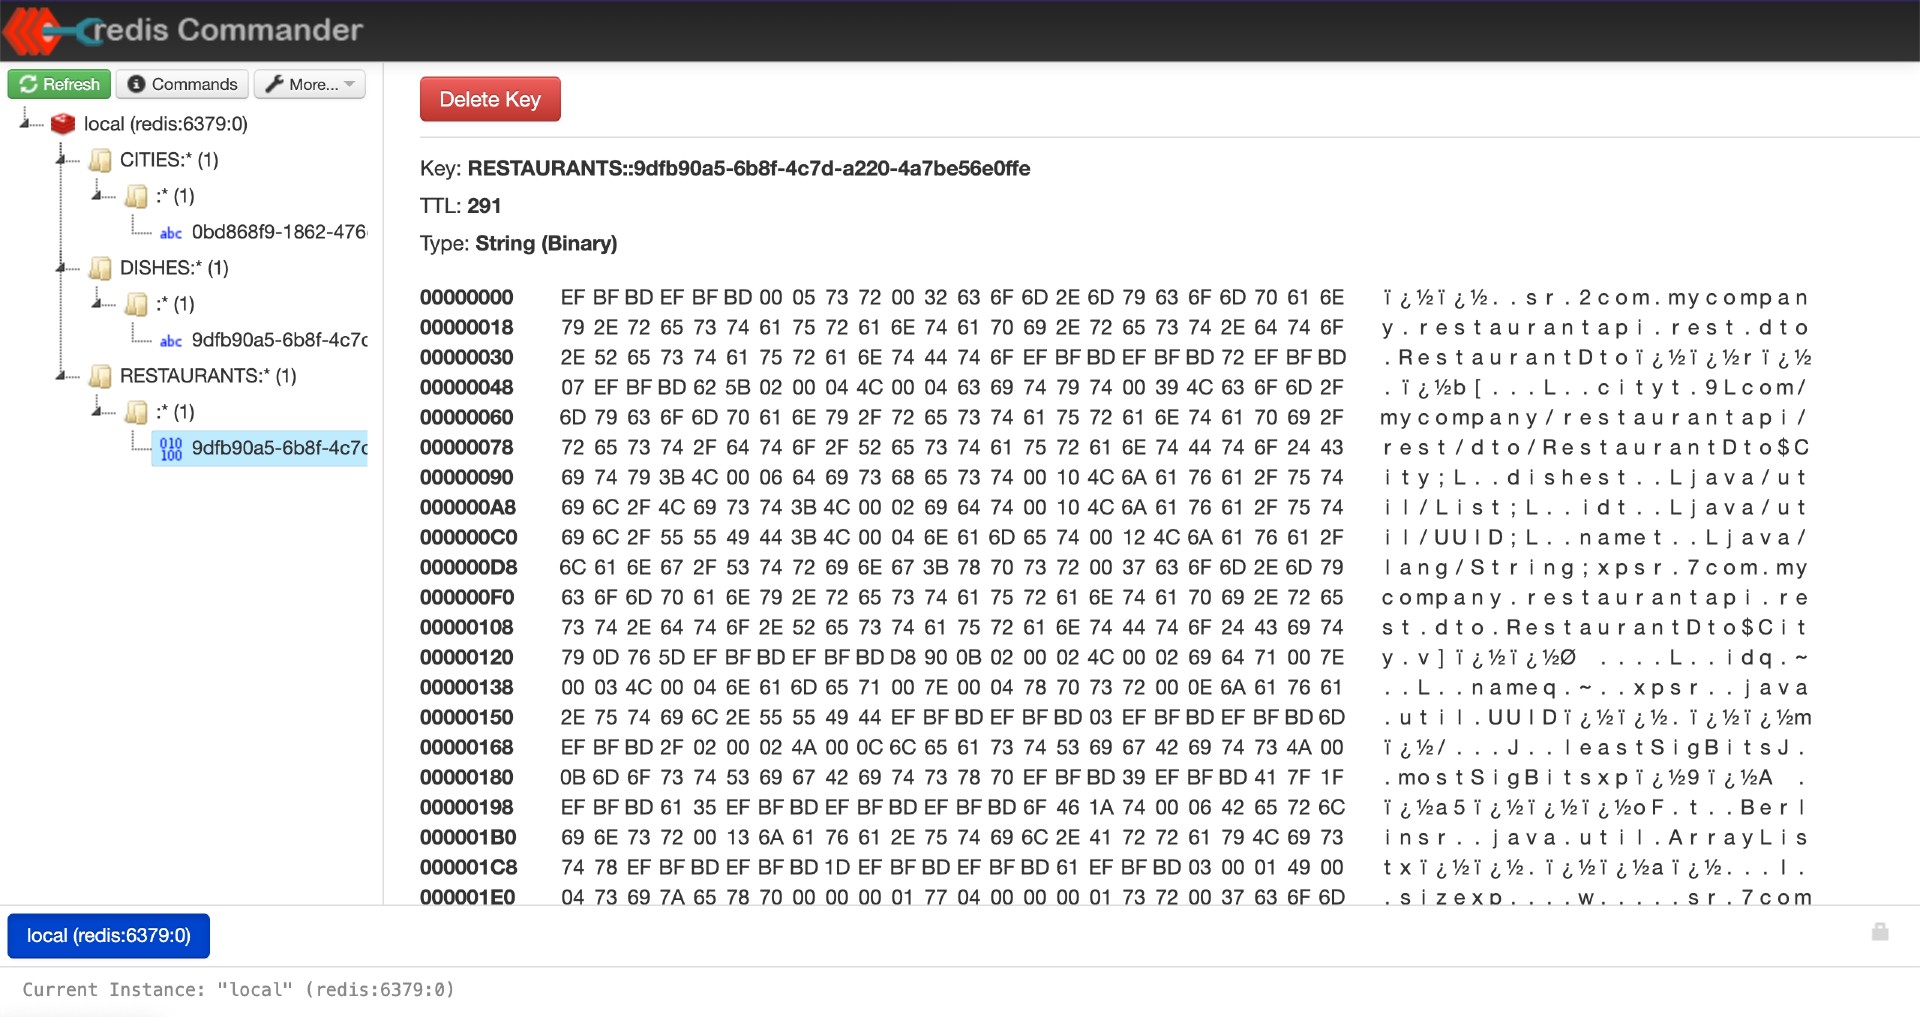 redis Commander
Refresh Commands More...
local (redis:6379:0)
CITIES:* (1)
:* (1)
abc 0bd868f9-1862-476
DISHES:* (1)
:* (1)
abc 9dfb90a5-6b8f-4c7c
RESTAURANTS:* (1)
:* (1)
010 100 9dfb90a5-6b8f-4c7c
Delete Key
Key: RESTAURANTS::9dfb90a5-6b8f-4c7d-a220-4a7be56e0ffe
TTL: 291
Type: String (Binary)
00000000 EF BF BD EF BF BD 00 05 73 72 00 32 63 6F 6D 2E 6D 79 63 6F 6D 70 61 6E ï¿½ï¿½..sr.2com.mycompan
00000018 79 2E 72 65 73 74 61 75 72 61 6E 74 61 70 69 2E 72 65 73 74 2E 64 74 6F y.restaurantapi.rest.dto
00000030 2E 52 65 73 74 61 75 72 61 6E 74 44 74 6F EF BF BD EF BF BD 72 EF BF BD .RestaurantDtoï¿½ï¿½rï¿½
00000048 07 EF BF BD 62 5B 02 00 04 4C 00 04 63 69 74 79 74 00 39 4C 63 6F 6D 2F .ï¿½b[...L..cityt.9Lcom/
00000060 6D 79 63 6F 6D 70 61 6E 79 2F 72 65 73 74 61 75 72 61 6E 74 61 70 69 2F mycompany/restaurantapi/
00000078 72 65 73 74 2F 64 74 6F 2F 52 65 73 74 61 75 72 61 6E 74 44 74 6F 24 43 rest/dto/RestaurantDto$C
00000090 69 74 79 3B 4C 00 06 64 69 73 68 65 73 74 00 10 4C 6A 61 76 61 2F 75 74 ity;L..dishest..Ljava/ut
000000A8 69 6C 2F 4C 69 73 74 3B 4C 00 02 69 64 74 00 10 4C 6A 61 76 61 2F 75 74 il/List;L..idt..Ljava/ut
000000C0 69 6C 2F 55 55 49 44 3B 4C 00 04 6E 61 6D 65 74 00 12 4C 6A 61 76 61 2F il/UUID;L..namet..Ljava/
000000D8 6C 61 6E 67 2F 53 74 72 69 6E 67 3B 78 70 73 72 00 37 63 6F 6D 2E 6D 79 lang/String;xpsr.7com.my
000000F0 63 6F 6D 70 61 6E 79 2E 72 65 73 74 61 75 72 61 6E 74 61 70 69 2E 72 65 company.restaurantapi.re
00000108 73 74 2E 64 74 6F 2E 52 65 73 74 61 75 72 61 6E 74 44 74 6F 24 43 69 74 st.dto.RestaurantDto$Cit
00000120 79 0D 76 5D EF BF BD EF BF BD D8 90 0B 02 00 02 4C 00 02 69 64 71 00 7E y.v]ï¿½ï¿½Ø ....L..idq.~
00000138 00 03 4C 00 04 6E 61 6D 65 71 00 7E 00 04 78 70 73 72 00 0E 6A 61 76 61 ..L..nameq.~..xpsr..java
00000150 2E 75 74 69 6C 2E 55 55 49 44 EF BF BD EF BF BD 03 EF BF BD EF BF BD 6D .util.UUIDï¿½ï¿½.ï¿½ï¿½m
00000168 EF BF BD 2F 02 00 02 4A 00 0C 6C 65 61 73 74 53 69 67 42 69 74 73 4A 00 ï¿½/...J..leastSigBitsJ.
00000180 0B 6D 6F 73 74 53 69 67 42 69 74 73 78 70 EF BF BD 39 EF BF BD 41 7F 1F .mostSigBitsxpï¿½9ï¿½A .
00000198 EF BF BD 61 35 EF BF BD EF BF BD EF BF BD 6F 46 1A 74 00 06 42 65 72 6C ï¿½a5ï¿½ï¿½ï¿½oF.t..Berl
000001B0 69 6E 73 72 00 13 6A 61 76 61 2E 75 74 69 6C 2E 41 72 72 61 79 4C 69 73 insr..java.util.ArrayLis
000001C8 74 78 EF BF BD EF BF BD 1D EF BF BD EF BF BD 61 EF BF BD 03 00 01 49 00 txï¿½ï¿½.ï¿½ï¿½aï¿½...I.
000001E0 04 73 69 7A 65 78 70 00 00 00 01 77 04 00 00 00 01 73 72 00 37 63 6F 6D .sizexp....w.....sr.7com
local (redis:6379:0)
Current Instance: "local" (redis:6379:0)